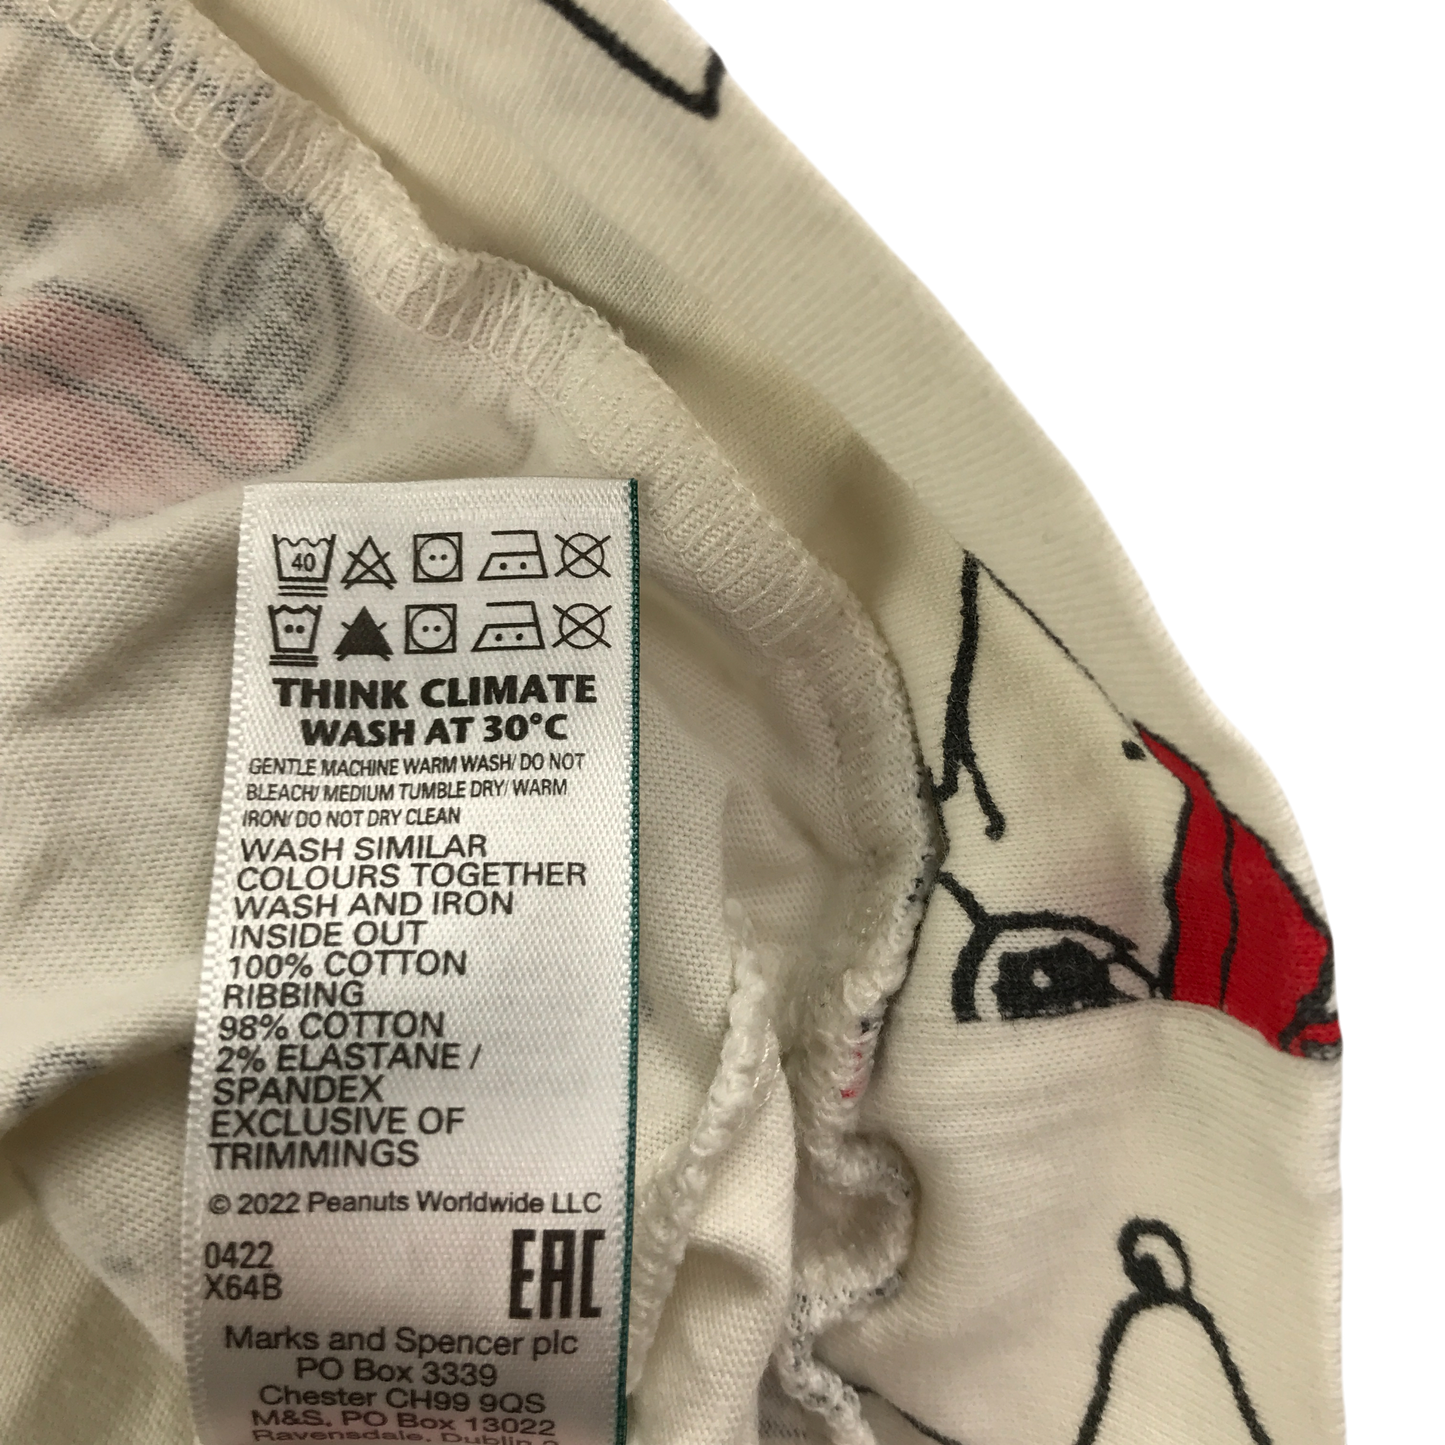 40
THINK CLIMATE
WASH AT 30°C
GENTLE MACHINE WARM WASH/ DO NOT
BLEACH/ MEDIUM TUMBLE DRY/ WARM
IRON/ DO NOT DRY CLEAN
WASH SIMILAR
COLOURS TOGETHER
WASH AND IRON
INSIDE OUT
100% COTTON
RIBBING
98% COTTON
2% ELASTANE /
SPANDEX
EXCLUSIVE OF
TRIMMINGS
© 2022 Peanuts Worldwide LLC
0422
X64B
EAC
Marks and Spencer plc
PO Box 3339
Chester CH99 9QS
M&S, PO Box 13022
Ravensdale, Dublin